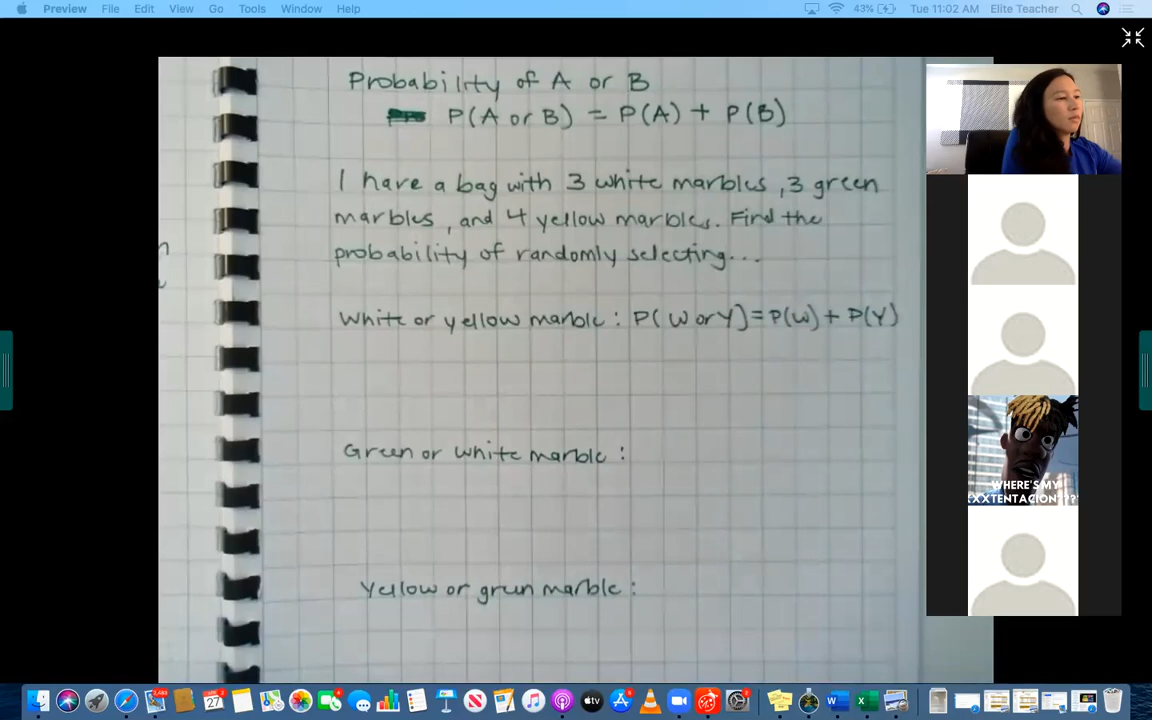 Preview File Edit View Go Tools Window Help 43% Tue 11:02 AM Elite Teacher
Probability of A or B
P(A or B) = P(A) + P(B)
I have a bag with 3 white marbles, 3 green
marbles, and 4 yellow marbles. Find the
probability of randomly selecting...
White or yellow marble: P(W or Y) = P(W) + P(Y)
Green or white marble:
Yellow or green marble:
WHERE'S MY
XXXTENTACION???
27
tv
W
X